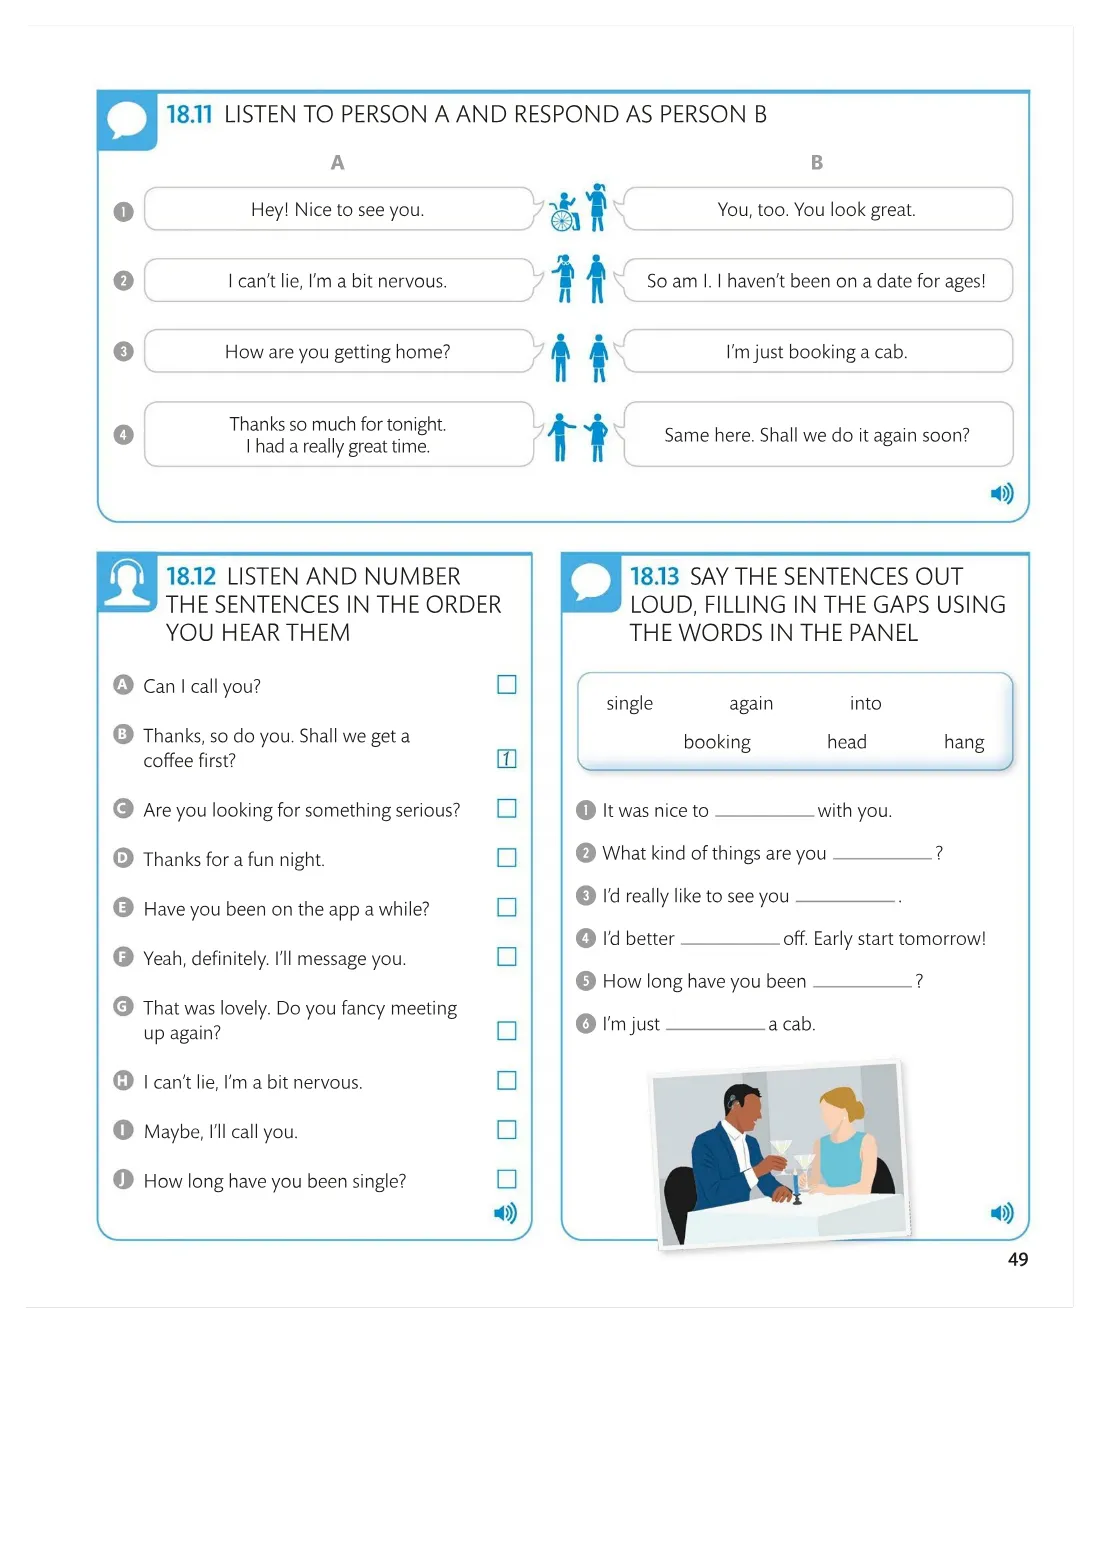 18.11 LISTEN TO PERSON A AND RESPOND AS PERSON B
A
B
1 Hey! Nice to see you.
You, too. You look great.
2 I can't lie, I'm a bit nervous.
So am I. I haven't been on a date for ages!
3 How are you getting home?
I'm just booking a cab.
4 Thanks so much for tonight.
I had a really great time.
Same here. Shall we do it again soon?
18.12 LISTEN AND NUMBER
THE SENTENCES IN THE ORDER
YOU HEAR THEM
A Can I call you?
B Thanks, so do you. Shall we get a
coffee first?
1
C Are you looking for something serious?
D Thanks for a fun night.
E Have you been on the app a while?
F Yeah, definitely. I'll message you.
G That was lovely. Do you fancy meeting
up again?
H I can't lie, I'm a bit nervous.
I Maybe, I'll call you.
J How long have you been single?
18.13 SAY THE SENTENCES OUT
LOUD, FILLING IN THE GAPS USING
THE WORDS IN THE PANEL
single again into
booking head hang
1 It was nice to __________ with you.
2 What kind of things are you __________ ?
3 I'd really like to see you __________ .
4 I'd better __________ off. Early start tomorrow!
5 How long have you been __________ ?
6 I'm just __________ a cab.
49